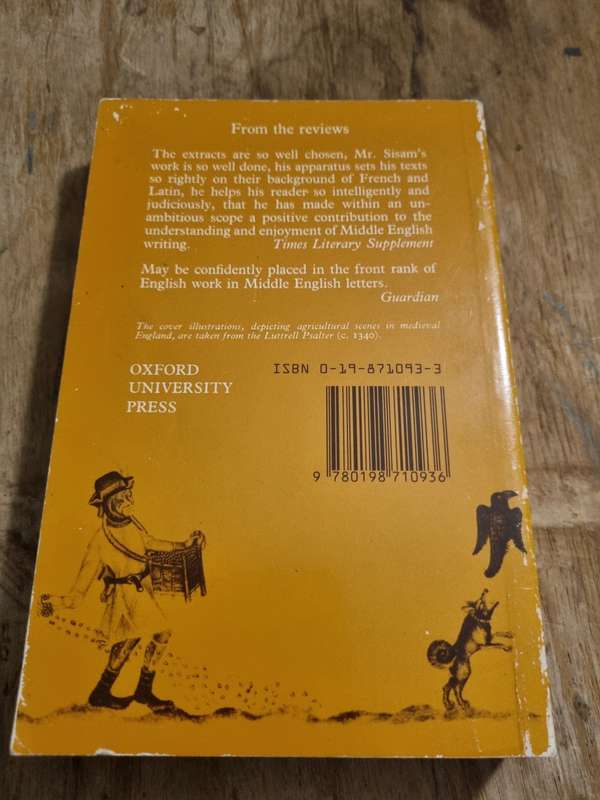 From the reviews
The extracts are so well chosen, Mr. Sisam's
work is so well done, his apparatus sets his texts
so rightly on their background of French and
Latin, he helps his reader so intelligently and
judiciously, that he has made within an un-
ambitious scope a positive contribution to the
understanding and enjoyment of Middle English
writing. Times Literary Supplement
May be confidently placed in the front rank of
English work in Middle English letters.
Guardian
The cover illustrations, depicting agricultural scenes in medieval
England, are taken from the Luttrell Psalter (c. 1340).
OXFORD
UNIVERSITY
PRESS
ISBN 0-19-871093-3
9 780198 710936